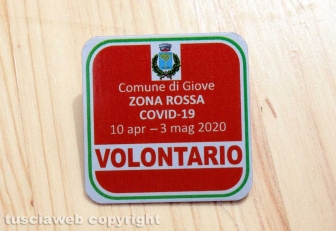 Comune di Giove
ZONA ROSSA
COVID-19
10 apr – 3 mag 2020
VOLONTARIO
tusciaweb copyright